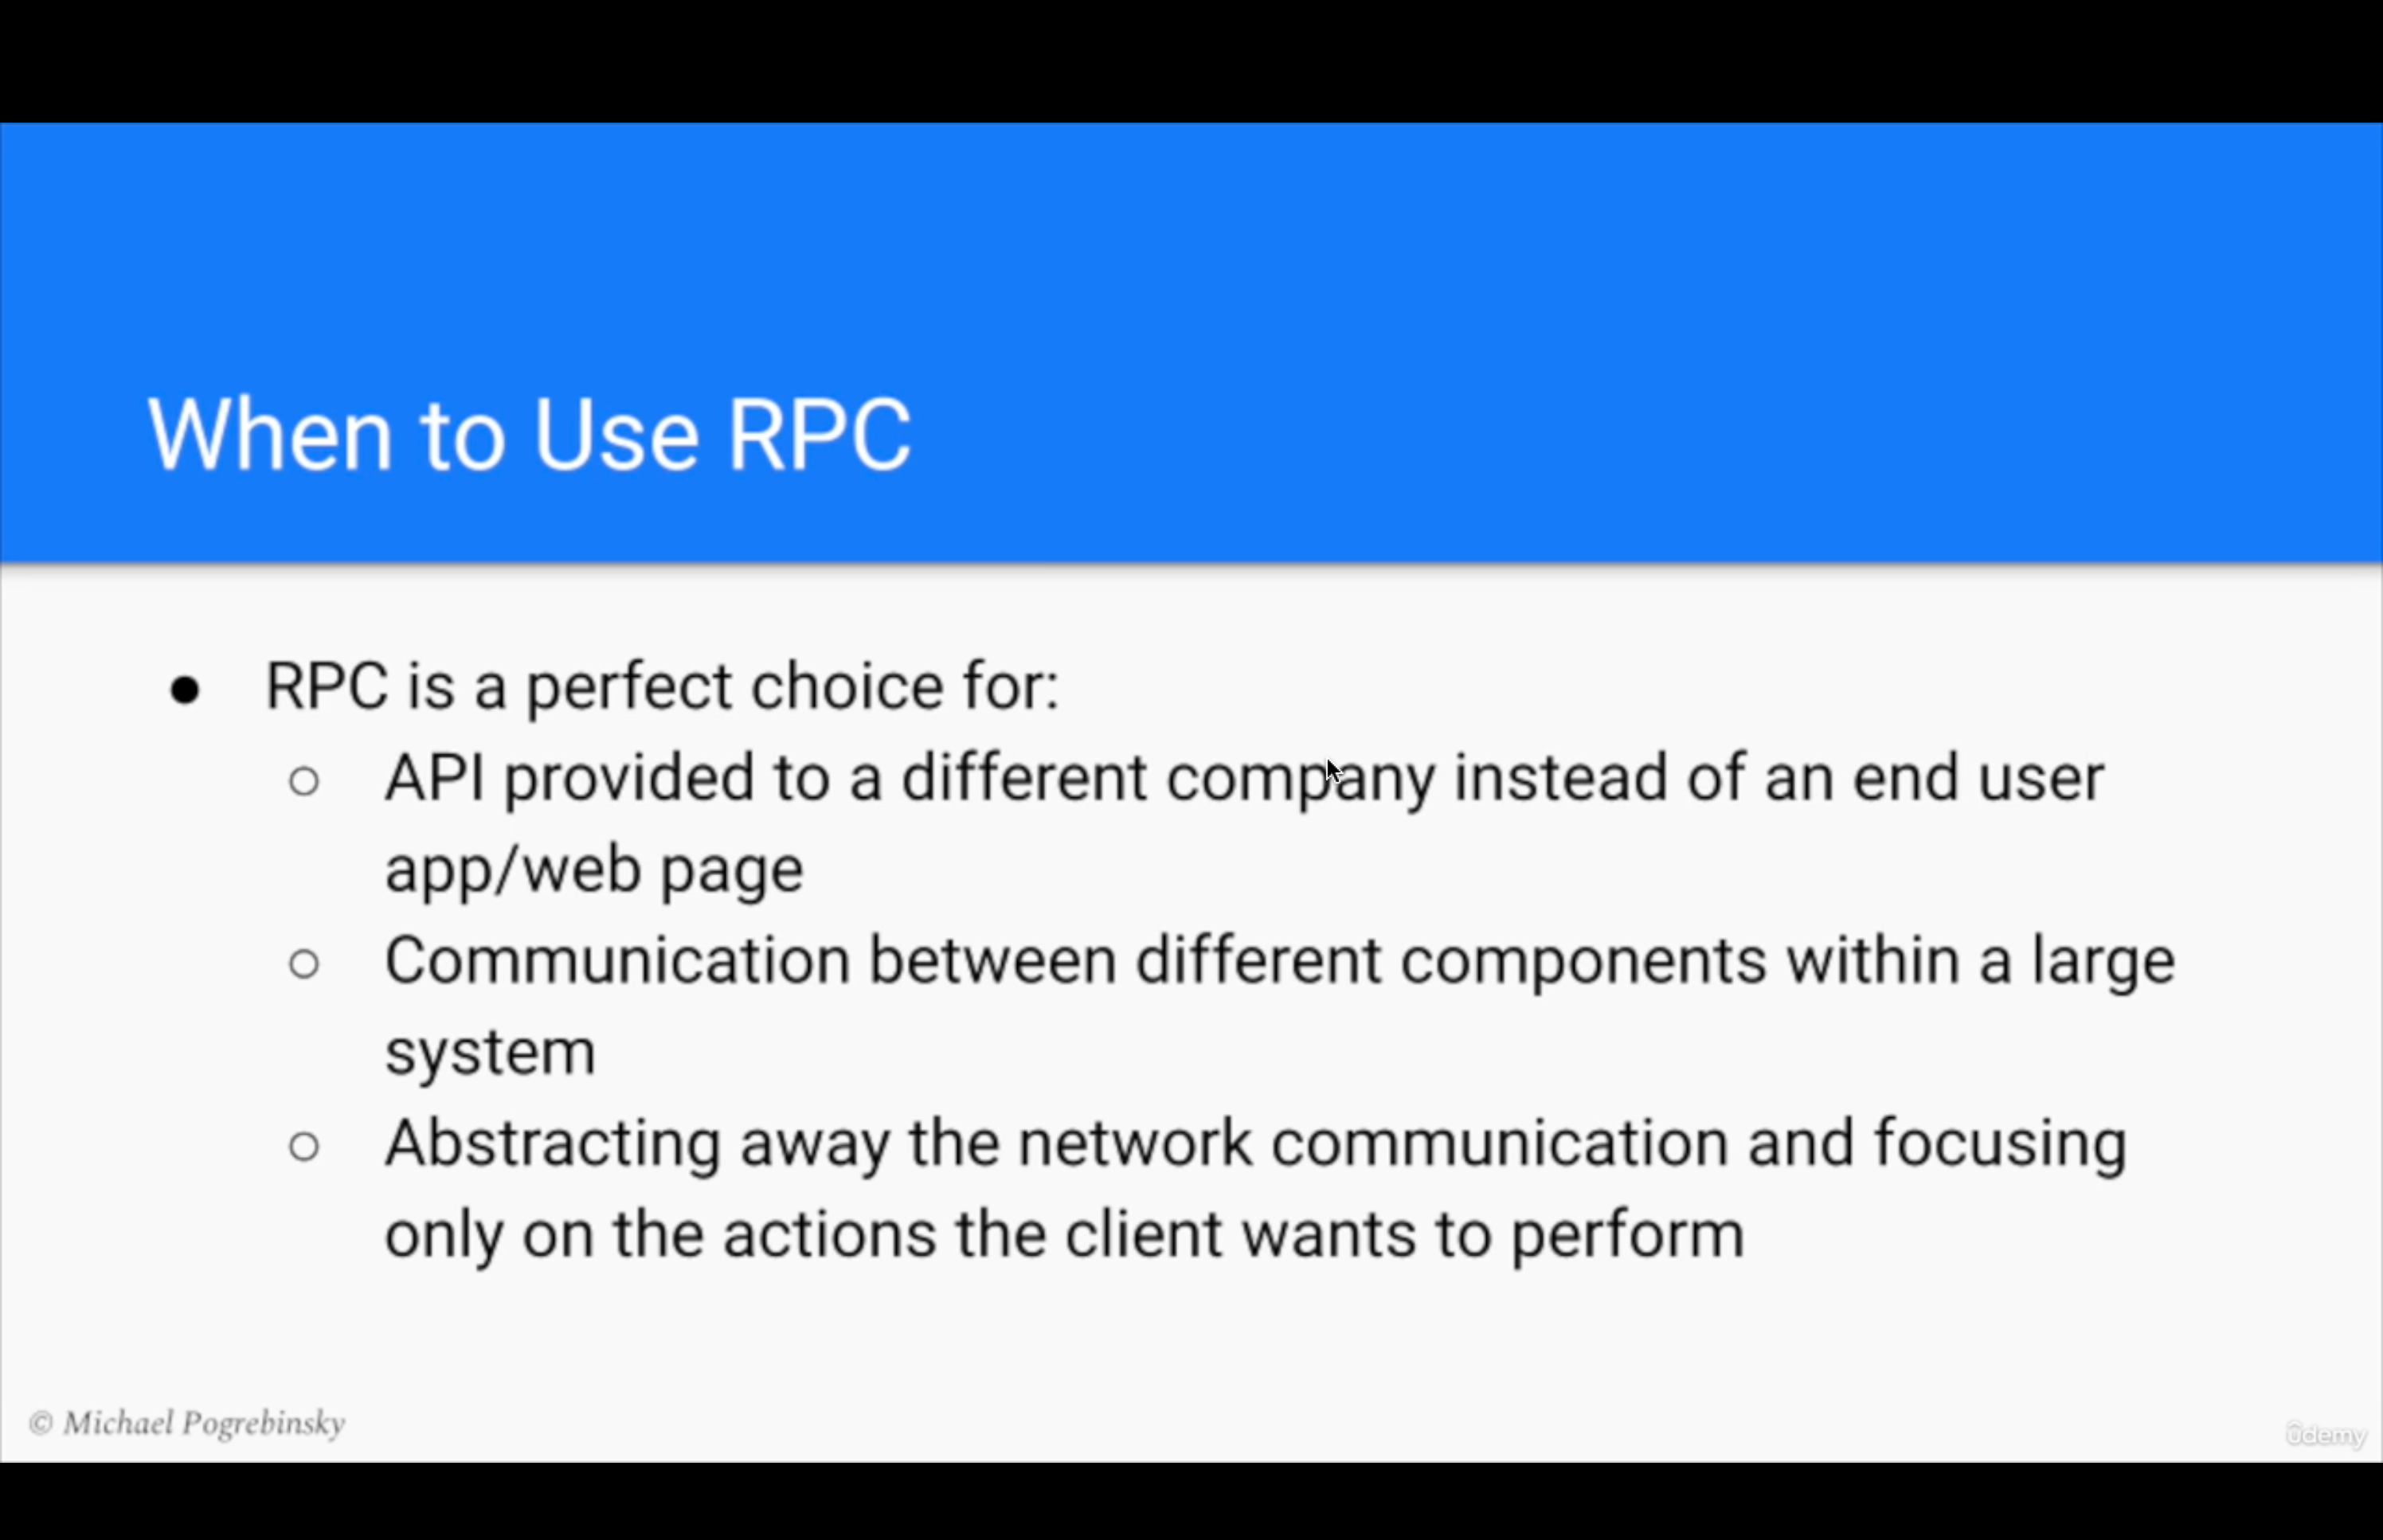 When to Use RPC
● RPC is a perfect choice for:
○ API provided to a different company instead of an end user
app/web page
○ Communication between different components within a large
system
○ Abstracting away the network communication and focusing
only on the actions the client wants to perform
© Michael Pogrebinsky
ûdemy